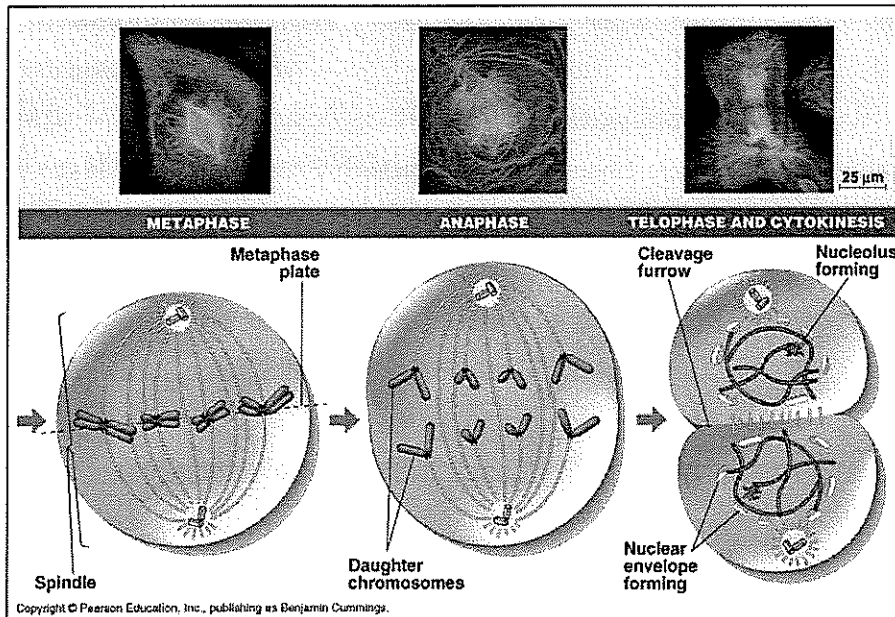 25 µm
METAPHASE
ANAPHASE
TELOPHASE AND CYTOKINESIS
Metaphase
plate
Cleavage
furrow
Nucleolus
forming
Spindle
Daughter
chromosomes
Nuclear
envelope
forming
Copyright © Pearson Education, Inc., publishing as Benjamin Cummings.